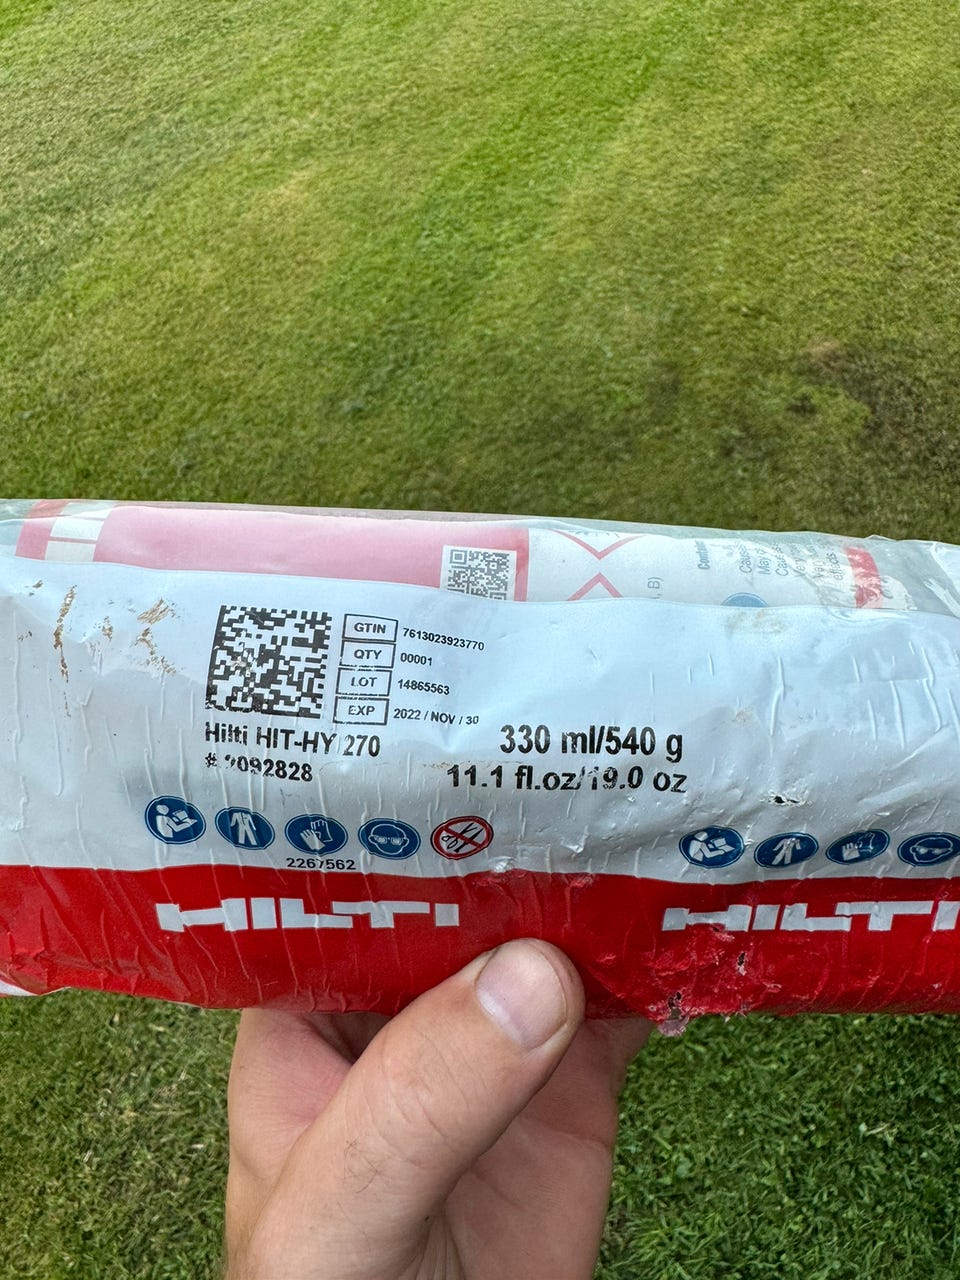 GTIN 7613023923770
QTY 00001
LOT 14865563
EXP 2022 / NOV / 30
Hilti HIT-HY 270
# 2092828
330 ml/540 g
11.1 fl.oz/19.0 oz
2267562
HILTI HILTI